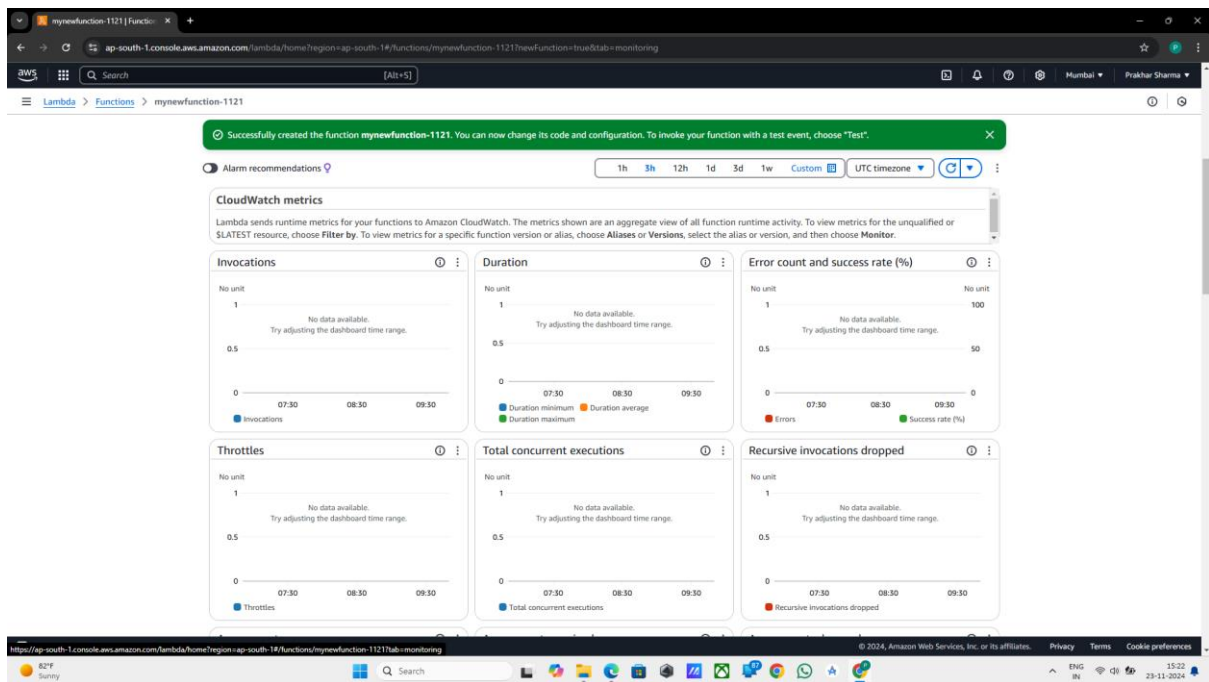 mynewfunction-1121 | Functio
ap-south-1.console.aws.amazon.com/lambda/home?region=ap-south-1#/functions/mynewfunction-1121?newFunction=true&tab=monitoring
aws Search [Alt+S] Mumbai Prakhar Sharma
Lambda > Functions > mynewfunction-1121
Successfully created the function mynewfunction-1121. You can now change its code and configuration. To invoke your function with a test event, choose "Test".
Alarm recommendations 1h 3h 12h 1d 3d 1w Custom UTC timezone
CloudWatch metrics
Lambda sends runtime metrics for your functions to Amazon CloudWatch. The metrics shown are an aggregate view of all function runtime activity. To view metrics for the unqualified or
$LATEST resource, choose Filter by. To view metrics for a specific function version or alias, choose Aliases or Versions, select the alias or version, and then choose Monitor.
Invocations
No unit
1
No data available.
Try adjusting the dashboard time range.
0.5
0
07:30 08:30 09:30
Invocations
Duration
No unit
1
No data available.
Try adjusting the dashboard time range.
0.5
0
07:30 08:30 09:30
Duration minimum Duration average
Duration maximum
Error count and success rate (%)
No unit No unit
1 100
No data available.
Try adjusting the dashboard time range.
0.5 50
0 0
07:30 08:30 09:30
Errors Success rate (%)
Throttles
No unit
1
No data available.
Try adjusting the dashboard time range.
0.5
0
07:30 08:30 09:30
Throttles
Total concurrent executions
No unit
1
No data available.
Try adjusting the dashboard time range.
0.5
0
07:30 08:30 09:30
Total concurrent executions
Recursive invocations dropped
No unit
1
No data available.
Try adjusting the dashboard time range.
0.5
0
07:30 08:30 09:30
Recursive invocations dropped
https://ap-south-1.console.aws.amazon.com/lambda/home?region=ap-south-1#/functions/mynewfunction-1121?tab=monitoring
© 2024, Amazon Web Services, Inc. or its affiliates. Privacy Terms Cookie preferences
82°F
Sunny
Search
ENG
IN
15:22
23-11-2024